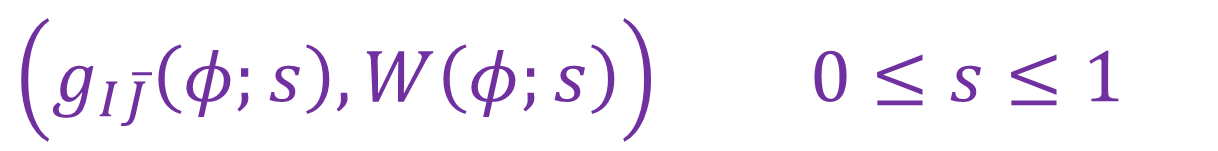 (g_{IJ̄}(ϕ; s), W(ϕ; s)) 0 ≤ s ≤ 1